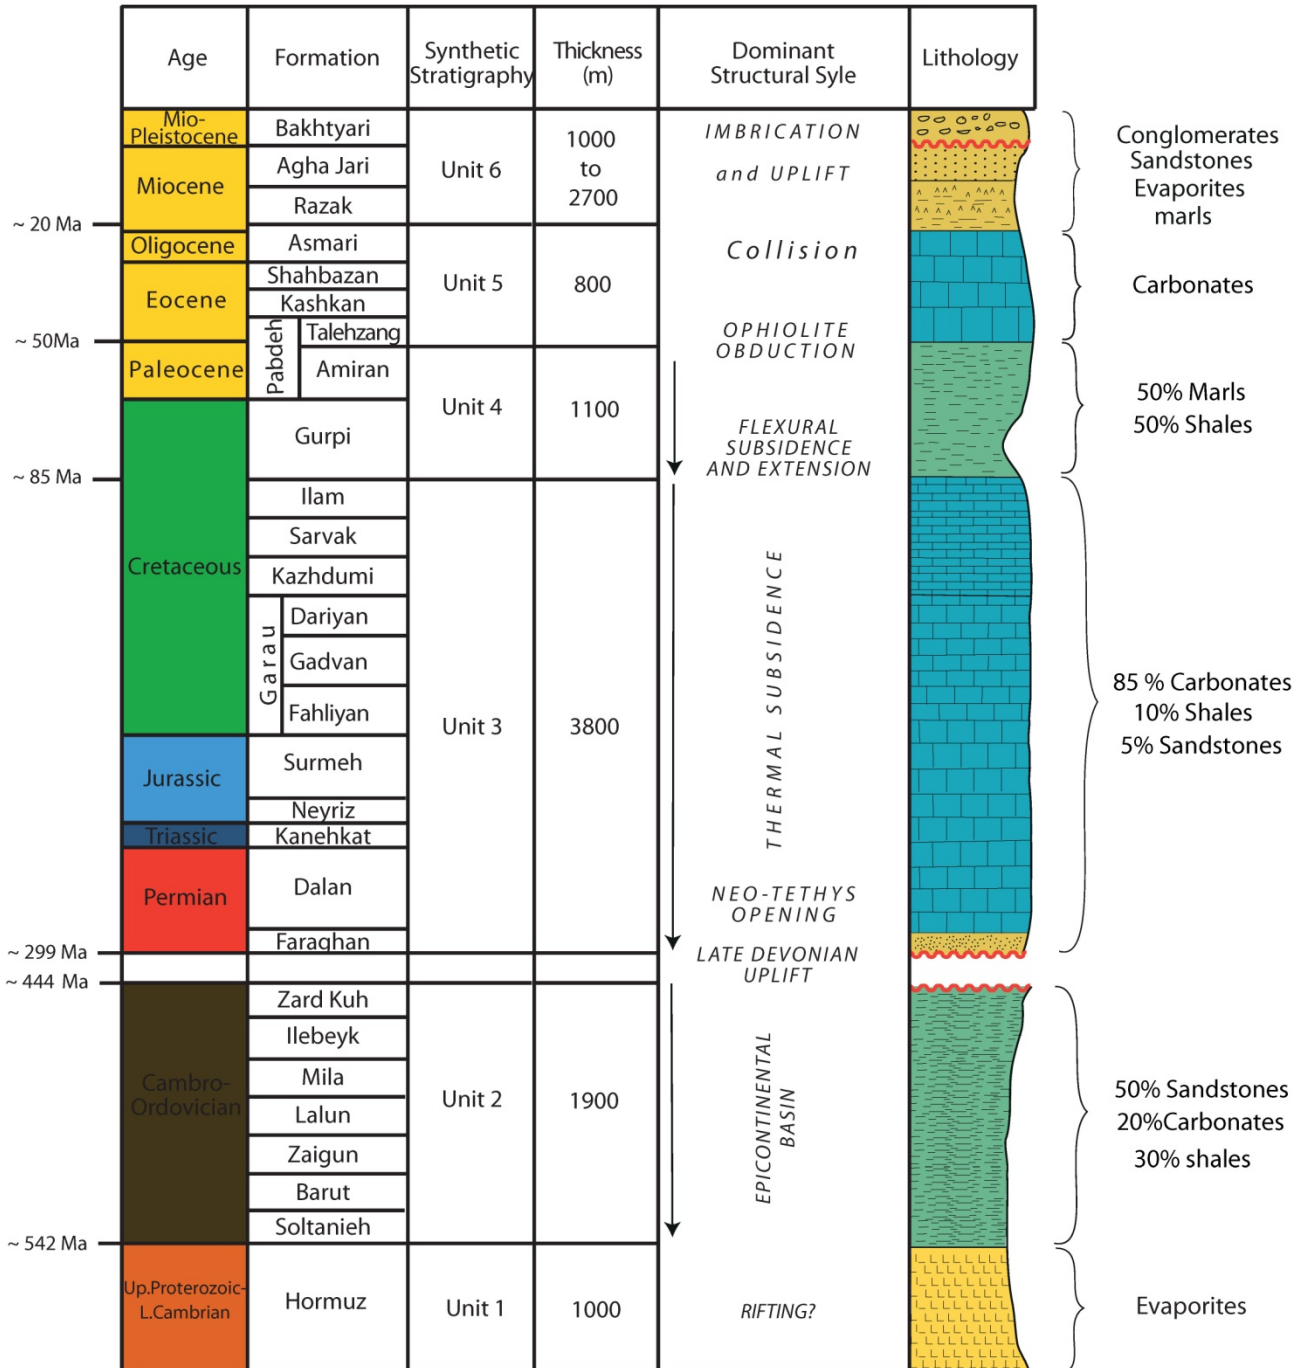 Age
Formation
Synthetic
Stratigraphy
Thickness
(m)
Dominant
Structural Syle
Lithology
Mio-
Pleistocene
Bakhtyari
Miocene
Agha Jari
Razak
Unit 6
1000
to
2700
IMBRICATION
and UPLIFT
Conglomerates
Sandstones
Evaporites
marls
~ 20 Ma
Oligocene
Asmari
Eocene
Shahbazan
Kashkan
Pabdeh
Talehzang
Unit 5
800
Collision
Carbonates
~ 50Ma
OPHIOLITE
OBDUCTION
Paleocene
Amiran
Gurpi
Unit 4
1100
FLEXURAL
SUBSIDENCE
AND EXTENSION
50% Marls
50% Shales
~ 85 Ma
Cretaceous
Ilam
Sarvak
Kazhdumi
Garau
Dariyan
Gadvan
Fahliyan
Jurassic
Surmeh
Neyriz
Triassic
Kanehkat
Permian
Dalan
Faraghan
Unit 3
3800
THERMAL SUBSIDENCE
NEO-TETHYS
OPENING
85 % Carbonates
10% Shales
5% Sandstones
~ 299 Ma
LATE DEVONIAN
UPLIFT
~ 444 Ma
Cambro-
Ordovician
Zard Kuh
Ilebeyk
Mila
Lalun
Zaigun
Barut
Soltanieh
Unit 2
1900
EPICONTINENTAL
BASIN
50% Sandstones
20%Carbonates
30% shales
~ 542 Ma
Up.Proterozoic-
L.Cambrian
Hormuz
Unit 1
1000
RIFTING?
Evaporites